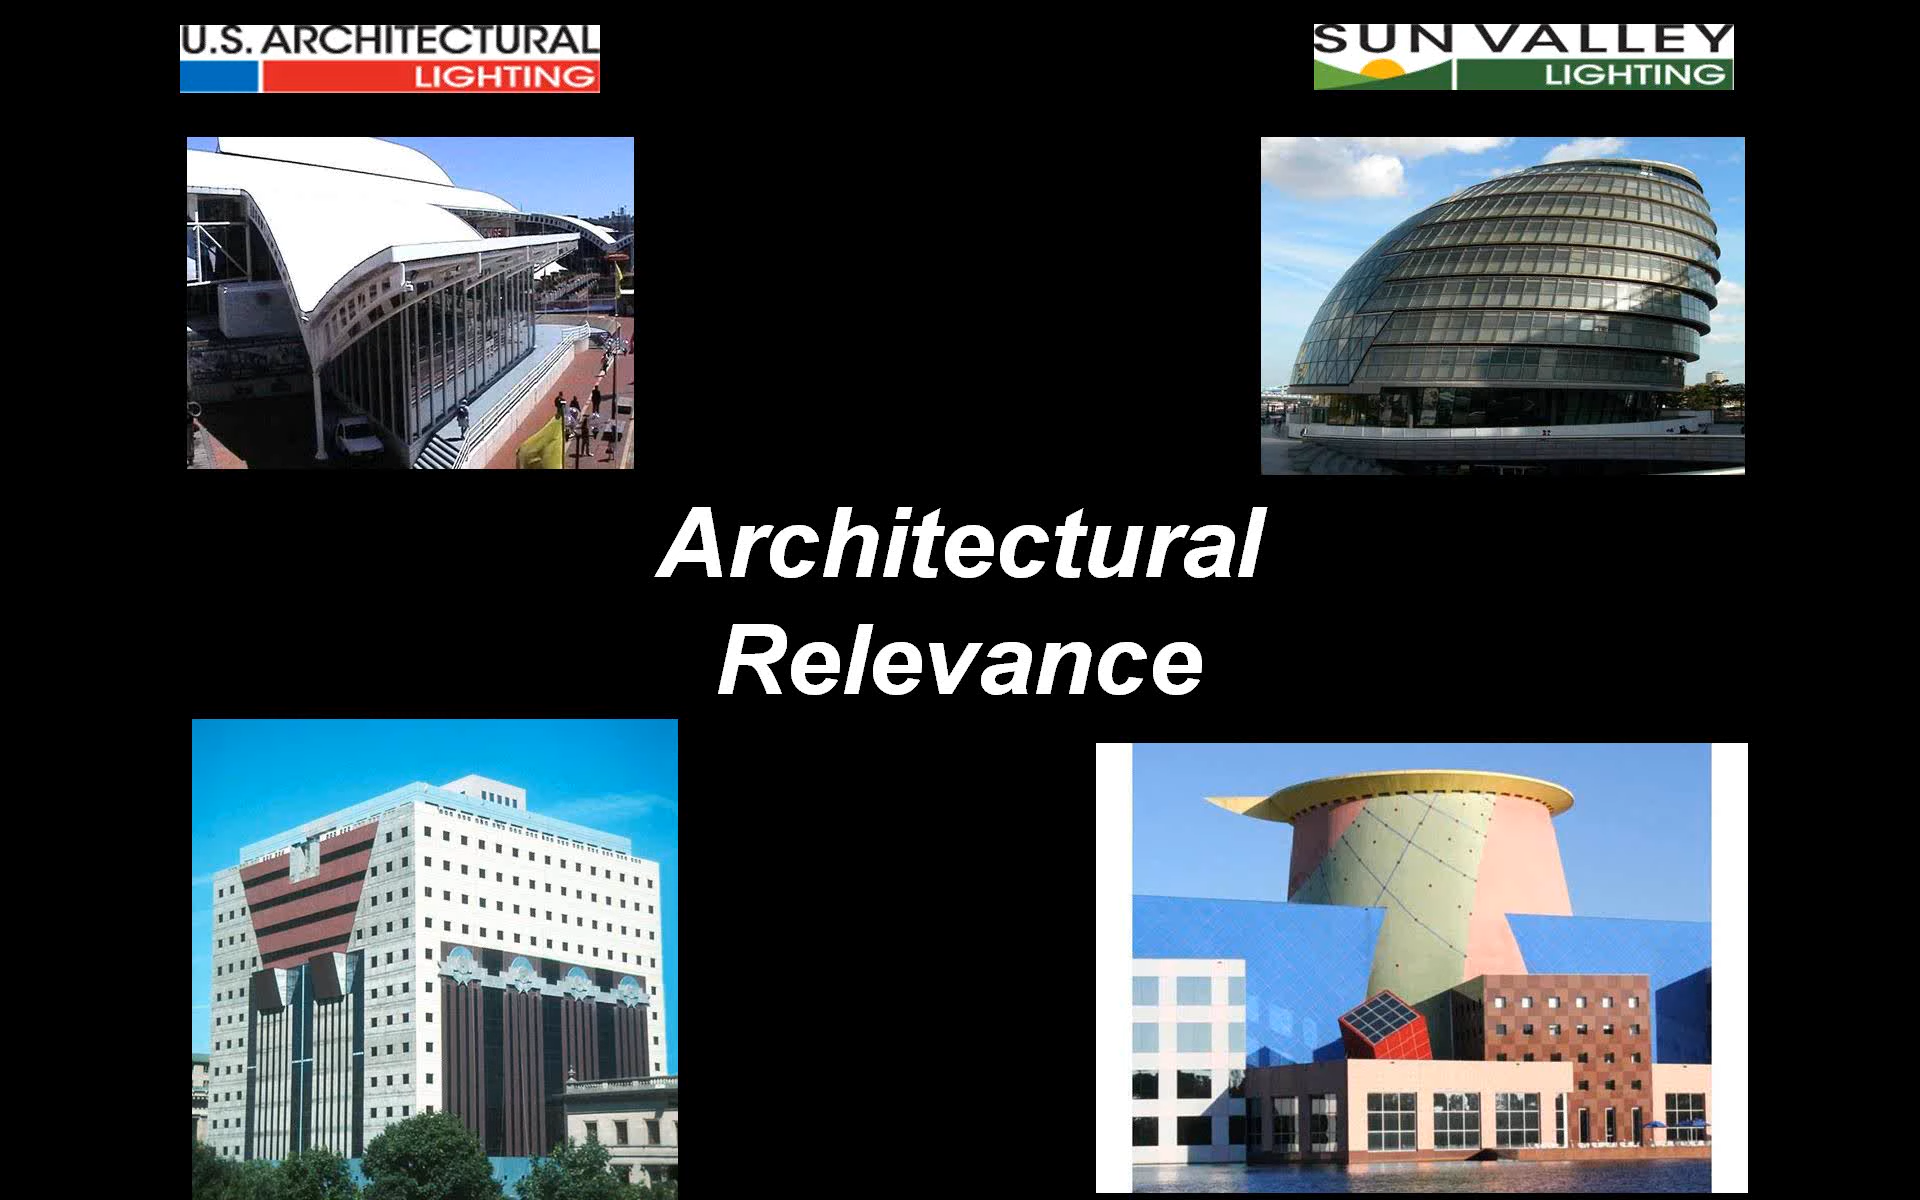 U.S. ARCHITECTURAL
LIGHTING
SUN VALLEY
LIGHTING
Architectural
Relevance